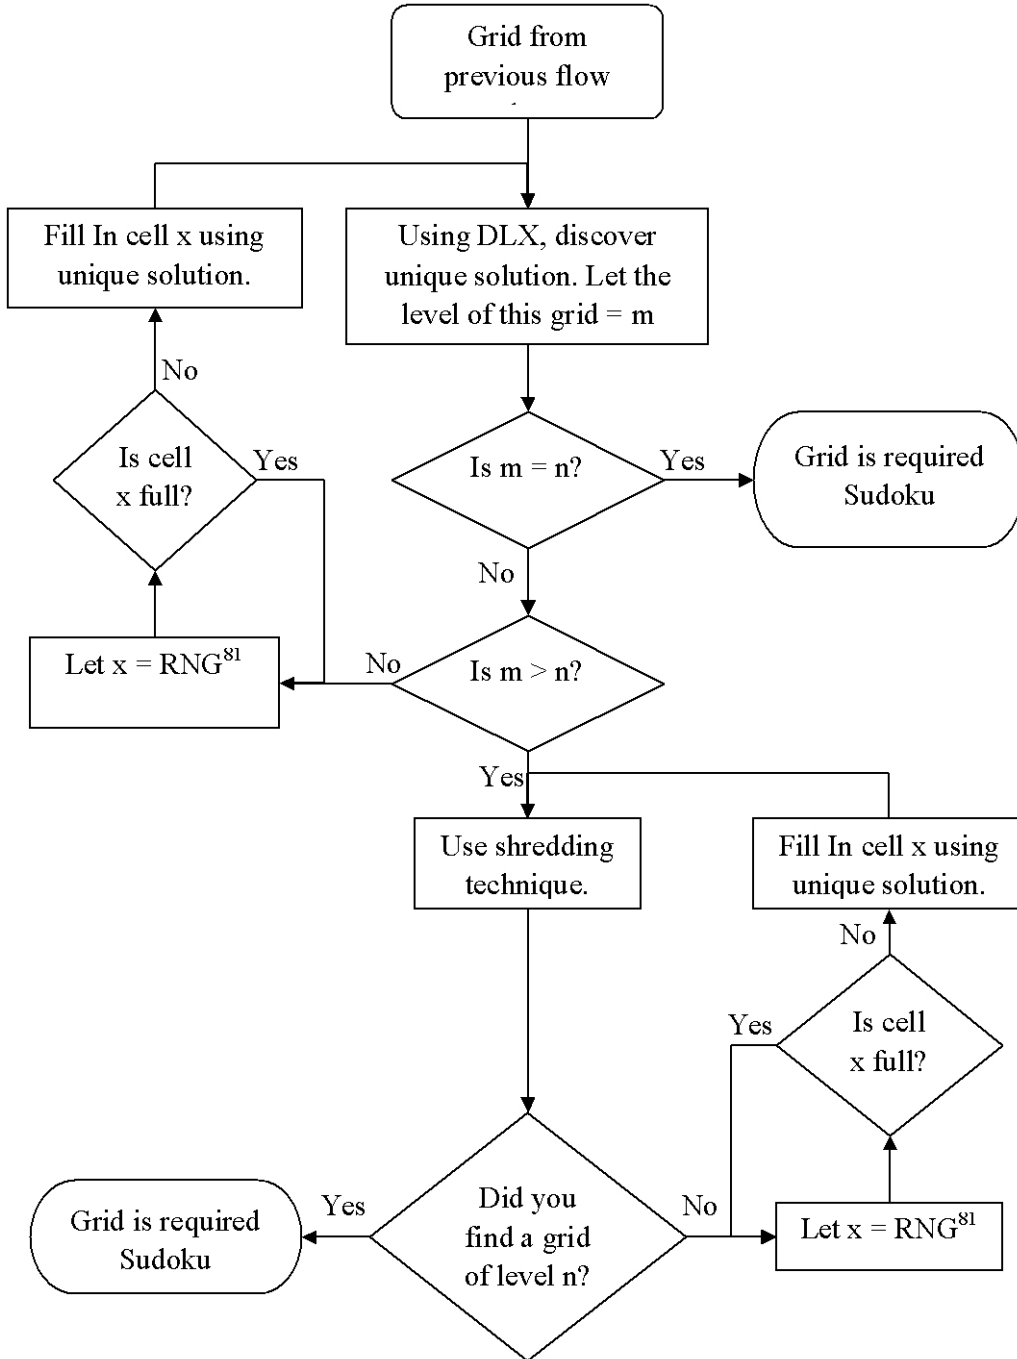 Grid from
previous flow
Fill In cell x using
unique solution.
Using DLX, discover
unique solution. Let the
level of this grid = m
No
Is cell
x full?
Yes
Is m = n?
Yes
Grid is required
Sudoku
No
Let x = RNG⁸¹
No
Is m > n?
Yes
Use shredding
technique.
Fill In cell x using
unique solution.
No
Yes
Is cell
x full?
Yes
Grid is required
Sudoku
Did you
find a grid
of level n?
No
Let x = RNG⁸¹